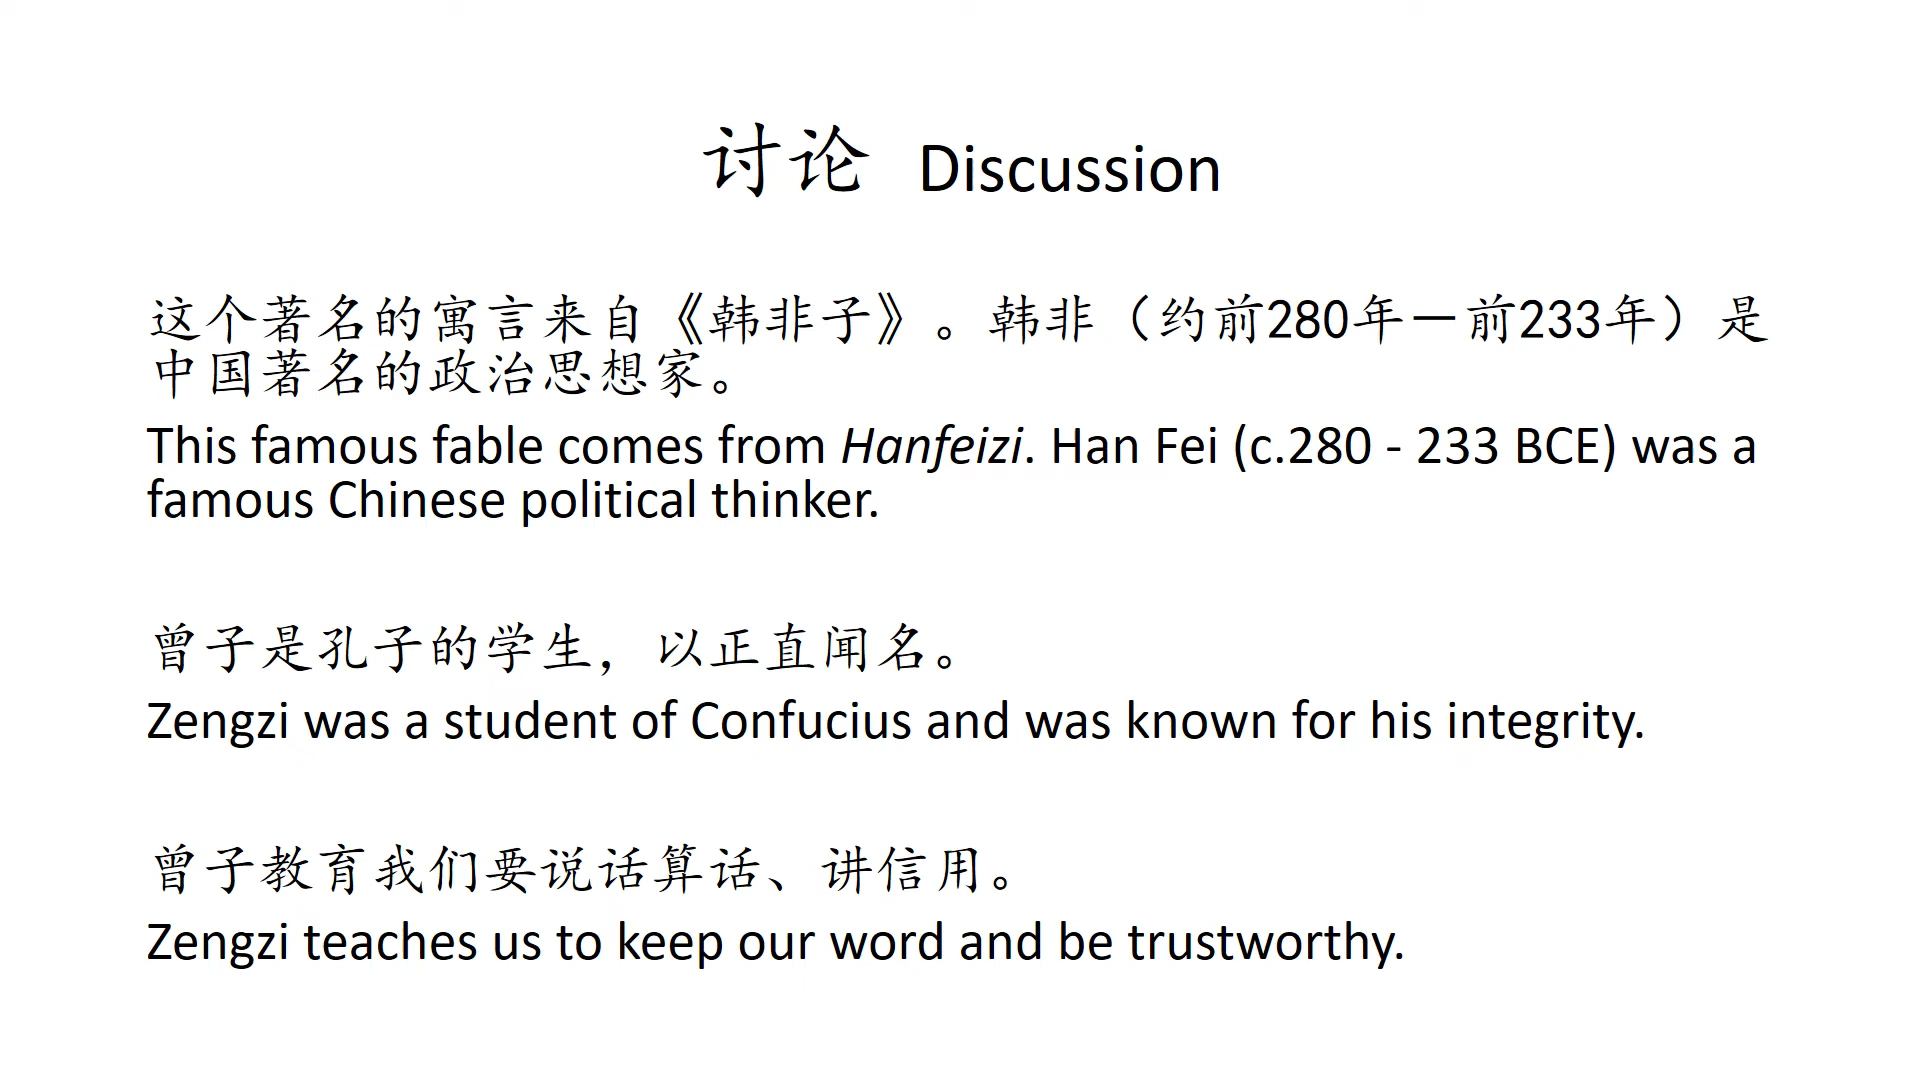 讨论 Discussion
这个著名的寓言来自《韩非子》。韩非（约前280年—前233年）是
中国著名的政治思想家。
This famous fable comes from Hanfeizi. Han Fei (c.280 - 233 BCE) was a
famous Chinese political thinker.
曾子是孔子的学生，以正直闻名。
Zengzi was a student of Confucius and was known for his integrity.
曾子教育我们要说话算话、讲信用。
Zengzi teaches us to keep our word and be trustworthy.